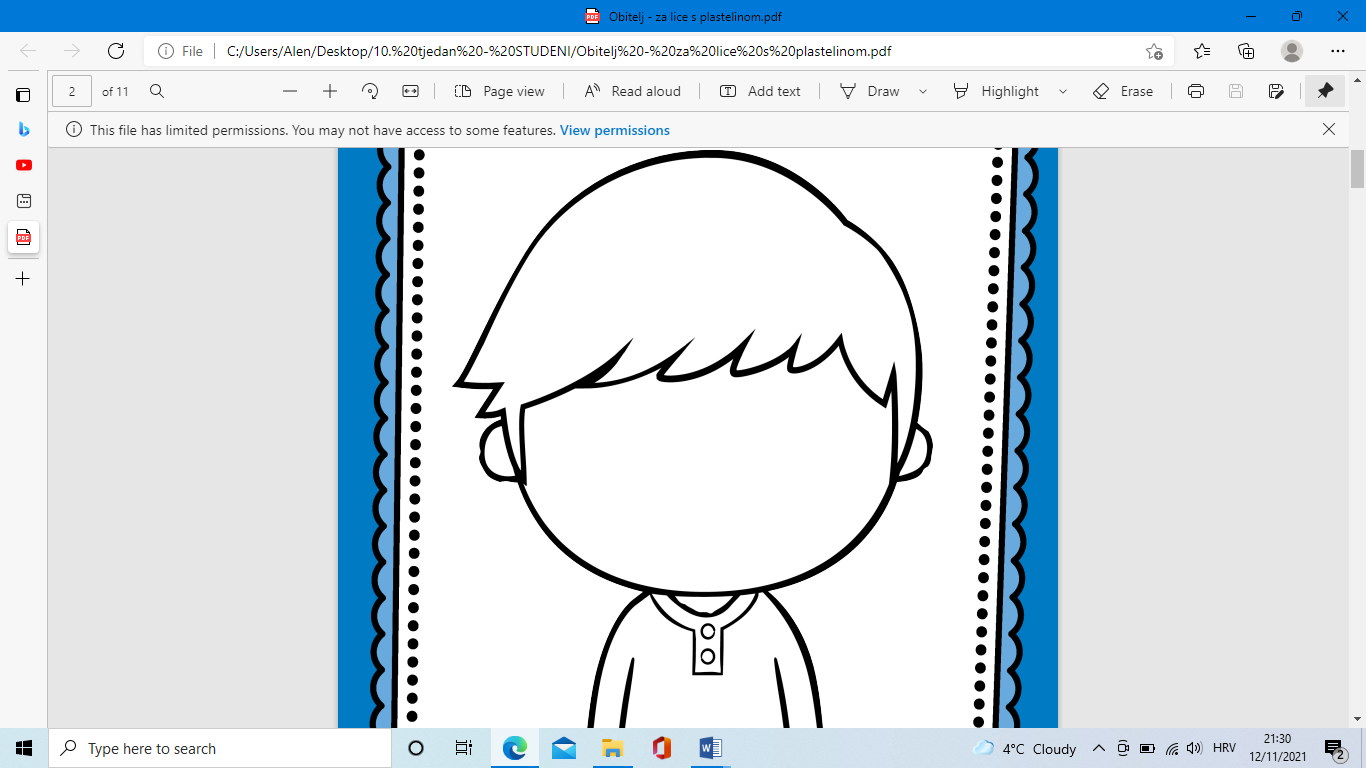 Obitelj - za lice s plastelinom.pdf
File C:/Users/Alen/Desktop/10.%20tjedan%20-%20STUDENI/Obitelj%20-%20za%20lice%20s%20plastelinom.pdf
2 of 11 Page view Read aloud Add text Draw Highlight Erase
This file has limited permissions. You may not have access to some features. View permissions
PDF
Type here to search
4°C Cloudy HRV 21:30
12/11/2021 2